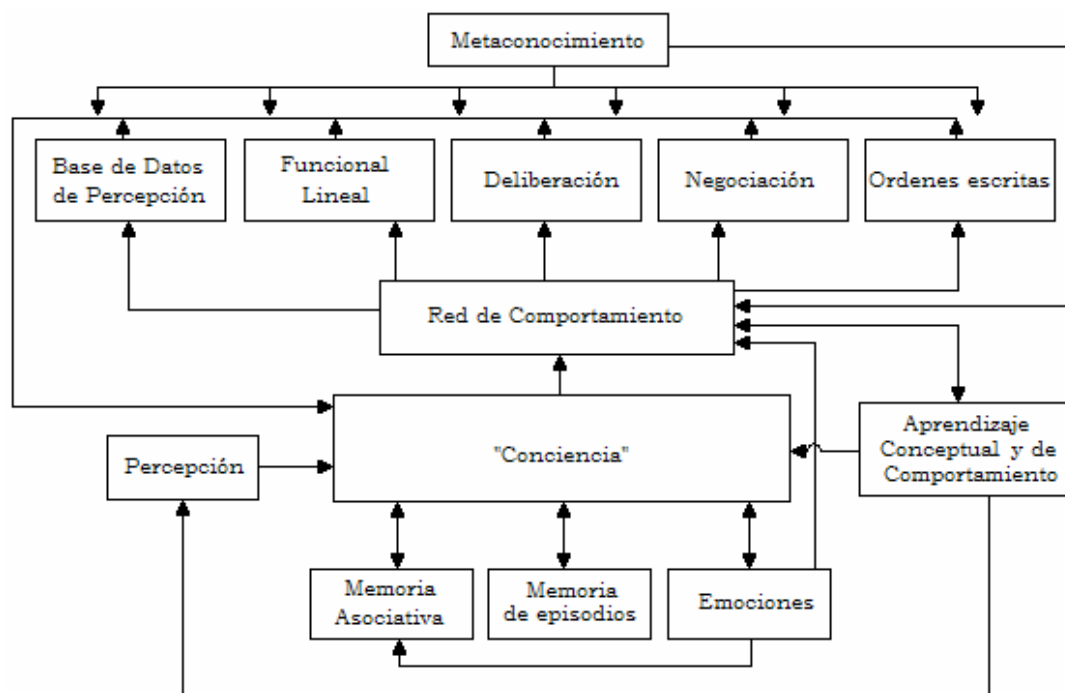 Metaconocimiento
Base de Datos
de Percepción
Funcional
Lineal
Deliberación
Negociación
Ordenes escritas
Red de Comportamiento
Percepción
"Conciencia"
Aprendizaje
Conceptual y de
Comportamiento
Memoria
Asociativa
Memoria
de episodios
Emociones